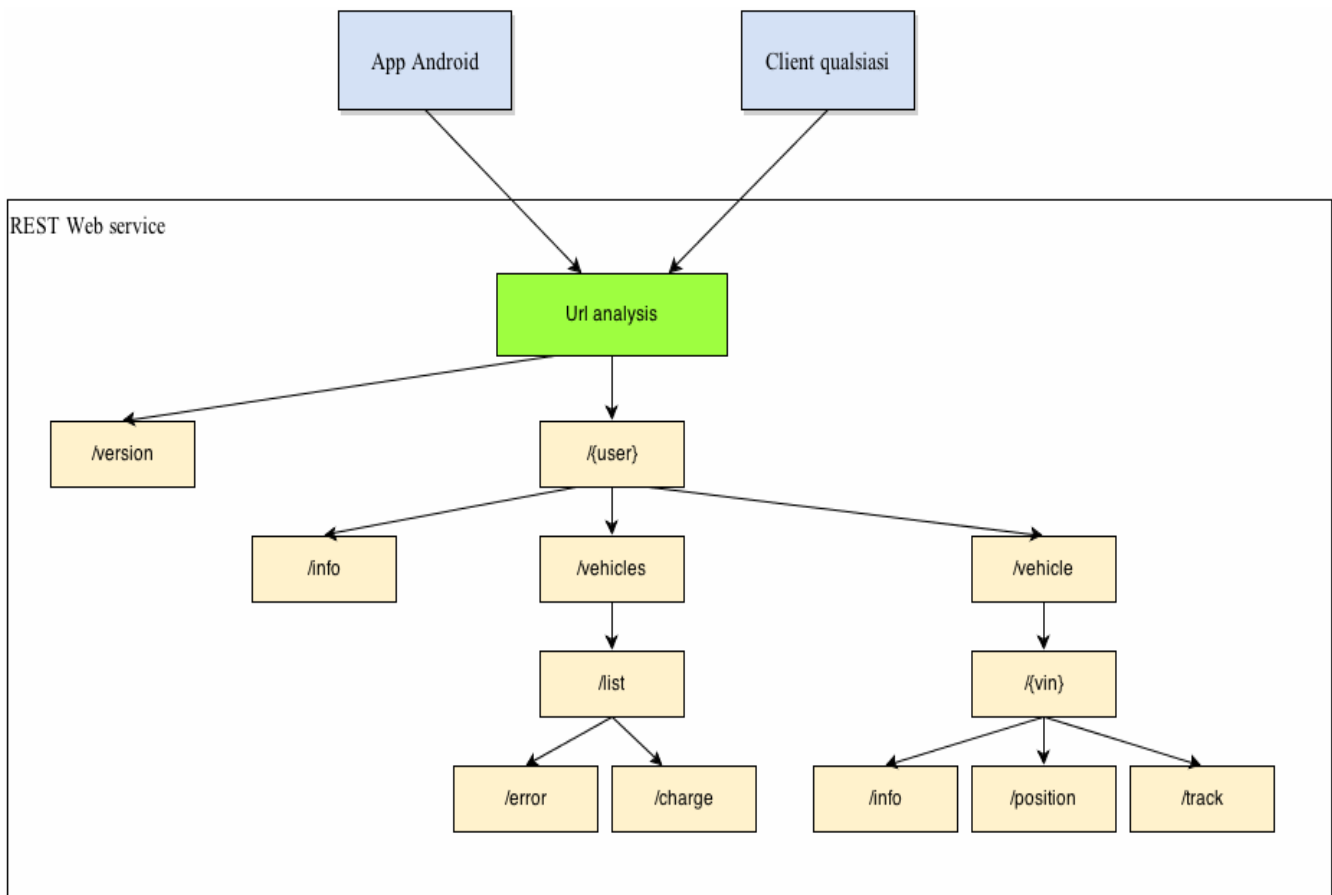 App Android
Client qualsiasi
REST Web service
Url analysis
/version
/{user}
/info
/vehicles
/vehicle
/list
/{vin}
/error
/charge
/info
/position
/track